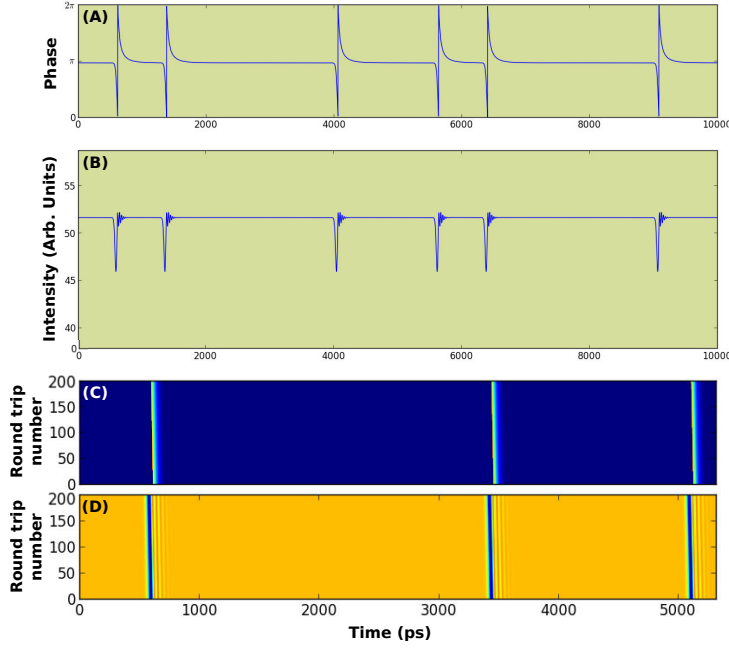 (A)
Phase
2π
π
0
0 2000 4000 6000 8000 10000
(B)
Intensity (Arb. Units)
55
50
45
40
0
0 2000 4000 6000 8000 10000
(C)
Round trip
number
200
150
100
50
0
(D)
Round trip
number
200
150
100
50
0
0 1000 2000 3000 4000 5000
Time (ps)